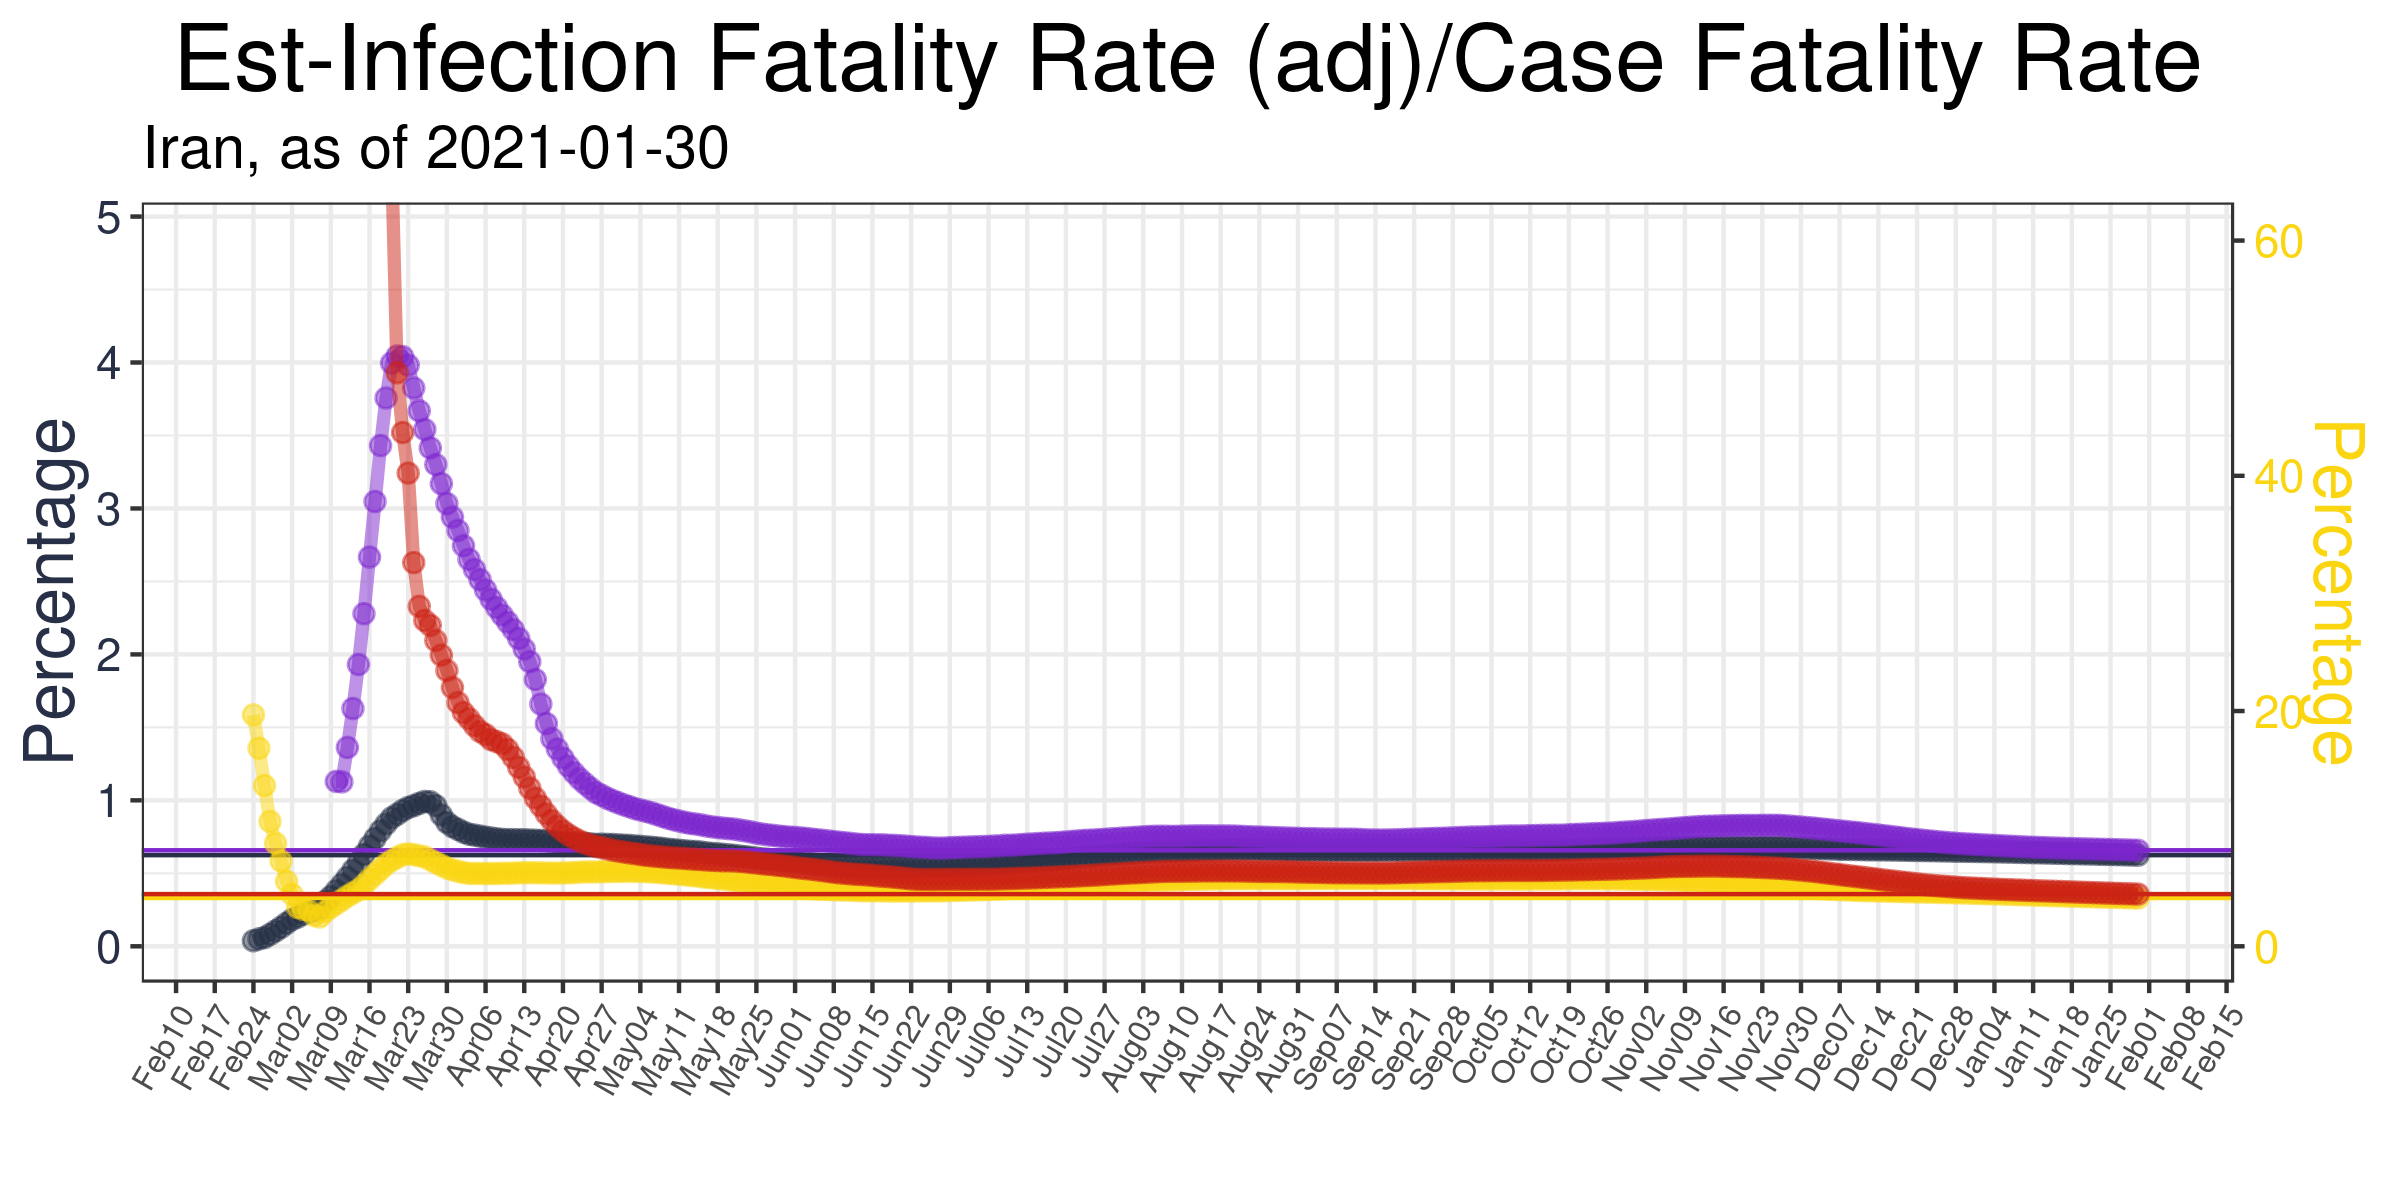 Est-Infection Fatality Rate (adj)/Case Fatality Rate
Iran, as of 2021-01-30
Percentage
5
4
3
2
1
0
60
40
20
0
Percentage
Feb10
Feb17
Feb24
Mar02
Mar09
Mar16
Mar23
Mar30
Apr06
Apr13
Apr20
Apr27
May04
May11
May18
May25
Jun01
Jun08
Jun15
Jun22
Jun29
Jul06
Jul13
Jul20
Jul27
Aug03
Aug10
Aug17
Aug24
Aug31
Sep07
Sep14
Sep21
Sep28
Oct05
Oct12
Oct19
Oct26
Nov02
Nov09
Nov16
Nov23
Nov30
Dec07
Dec14
Dec21
Dec28
Jan04
Jan11
Jan18
Jan25
Feb01
Feb08
Feb15